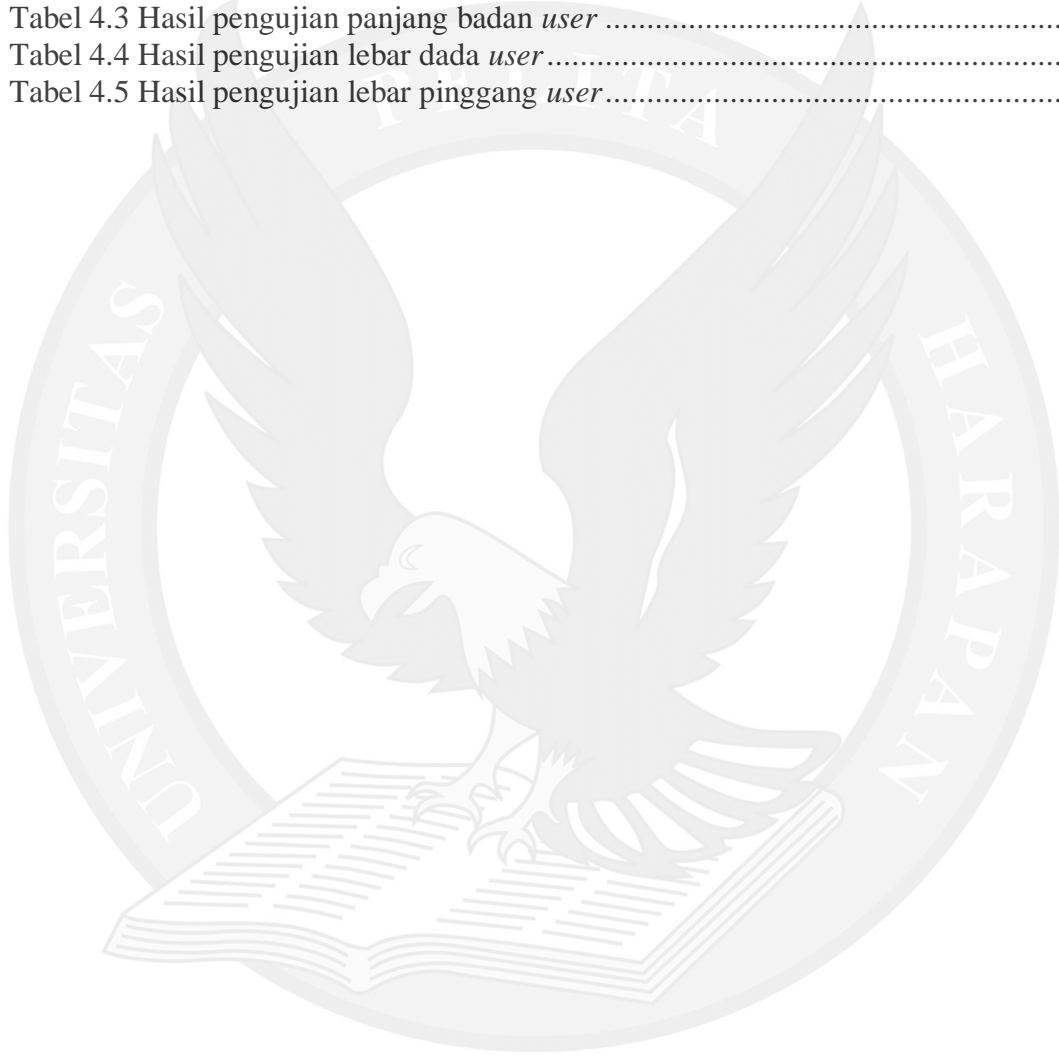 Tabel 4.3 Hasil pengujian panjang badan user ....................................................................
Tabel 4.4 Hasil pengujian lebar dada user............................................................................
Tabel 4.5 Hasil pengujian lebar pinggang user....................................................................
UNIVERSITAS PELITA HARAPAN